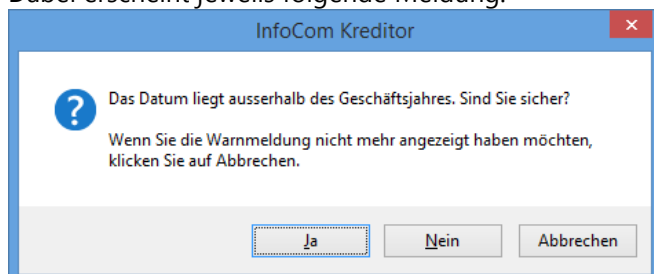 Dabei erscheint jeweils folgende Meldung:
InfoCom Kreditor
Das Datum liegt ausserhalb des Geschäftsjahres. Sind Sie sicher?
Wenn Sie die Warnmeldung nicht mehr angezeigt haben möchten,
klicken Sie auf Abbrechen.
Ja
Nein
Abbrechen